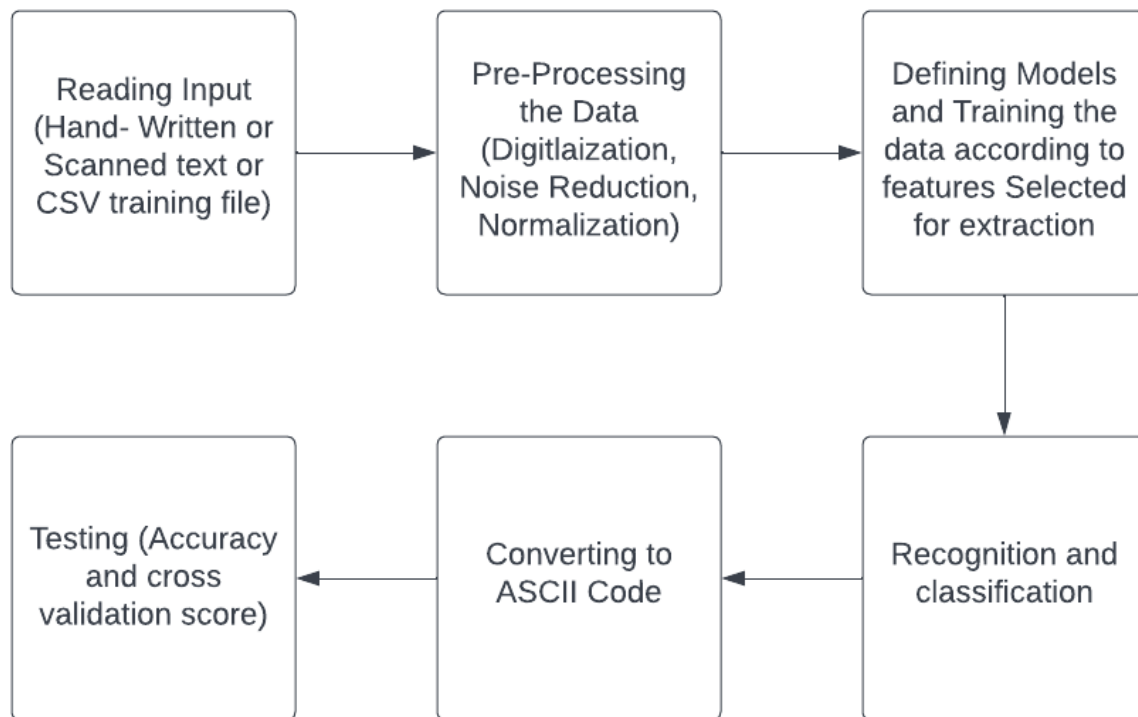 Reading Input
(Hand- Written or
Scanned text or
CSV training file)
Pre-Processing
the Data
(Digitlaization,
Noise Reduction,
Normalization)
Defining Models
and Training the
data according to
features Selected
for extraction
Recognition and
classification
Converting to
ASCII Code
Testing (Accuracy
and cross
validation score)